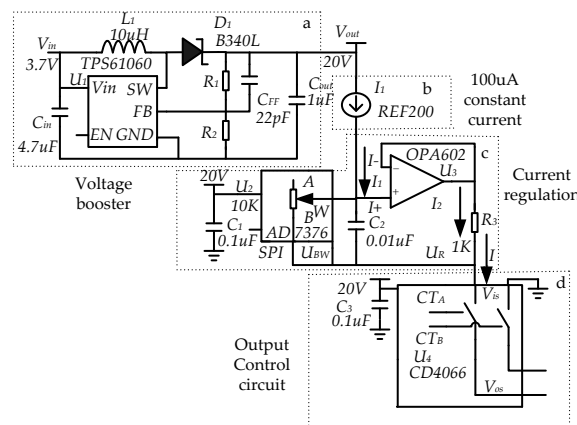 L1
10uH
D1
B340L
a
Vin
3.7V
TPS61060
U1
Vin
SW
FB
EN GND
Cin
4.7uF
R1
R2
CFF
22pF
Cout
1uF
Vout
20V
I1
b
REF200
100uA
constant
current
Voltage
booster
OPA602
c
U3
I-
I1
I+
I2
R3
1K
I
Current
regulation
20V
U2
10K
C1
0.1uF
A
B
W
AD7376
SPI
UBW
C2
0.01uF
UR
20V
C3
0.1uF
d
CTA
CTB
U4
CD4066
Vis
Vos
Output
Control
circuit